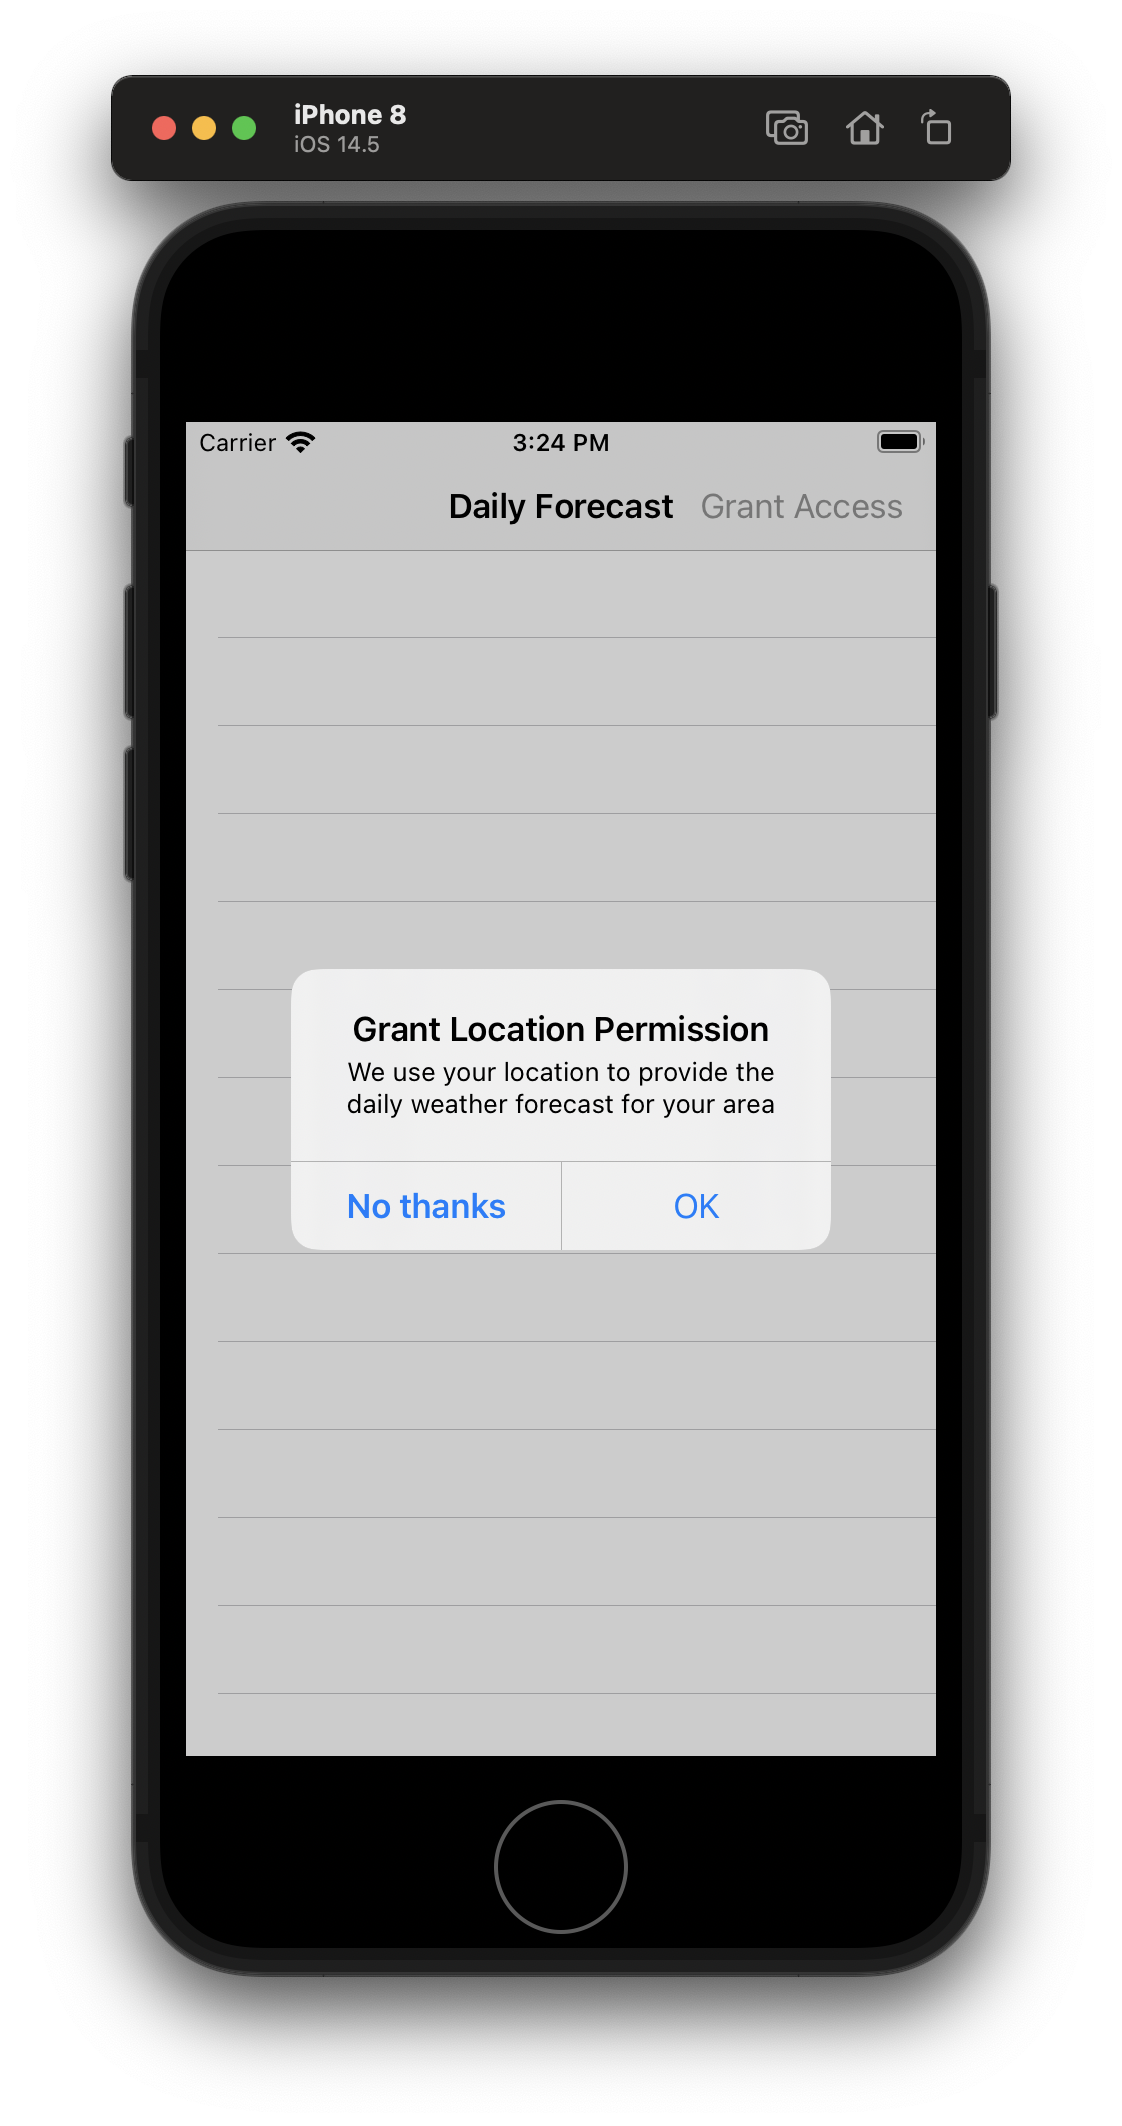 iPhone 8
iOS 14.5
Carrier 3:24 PM
Daily Forecast Grant Access
Grant Location Permission
We use your location to provide the
daily weather forecast for your area
No thanks OK